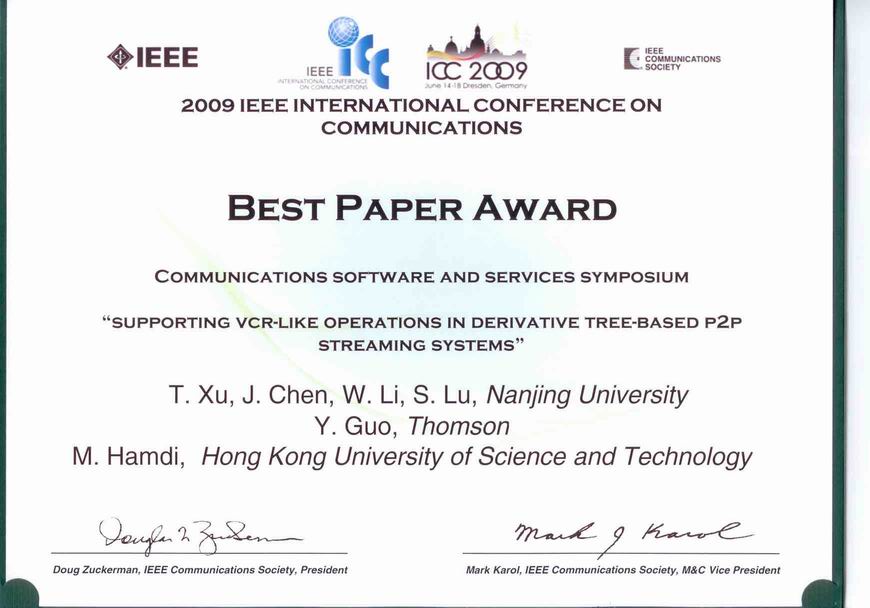 IEEE
IEEE icc
INTERNATIONAL CONFERENCE
ON COMMUNICATIONS
ICC 2009
June 14-18 Dresden, Germany
IEEE
COMMUNICATIONS
SOCIETY
2009 IEEE INTERNATIONAL CONFERENCE ON
COMMUNICATIONS
BEST PAPER AWARD
COMMUNICATIONS SOFTWARE AND SERVICES SYMPOSIUM
“SUPPORTING VCR-LIKE OPERATIONS IN DERIVATIVE TREE-BASED P2P
STREAMING SYSTEMS”
T. Xu, J. Chen, W. Li, S. Lu, Nanjing University
Y. Guo, Thomson
M. Hamdi, Hong Kong University of Science and Technology
Mark J Karol
Doug Zuckerman, IEEE Communications Society, President
Mark Karol, IEEE Communications Society, M&C Vice President